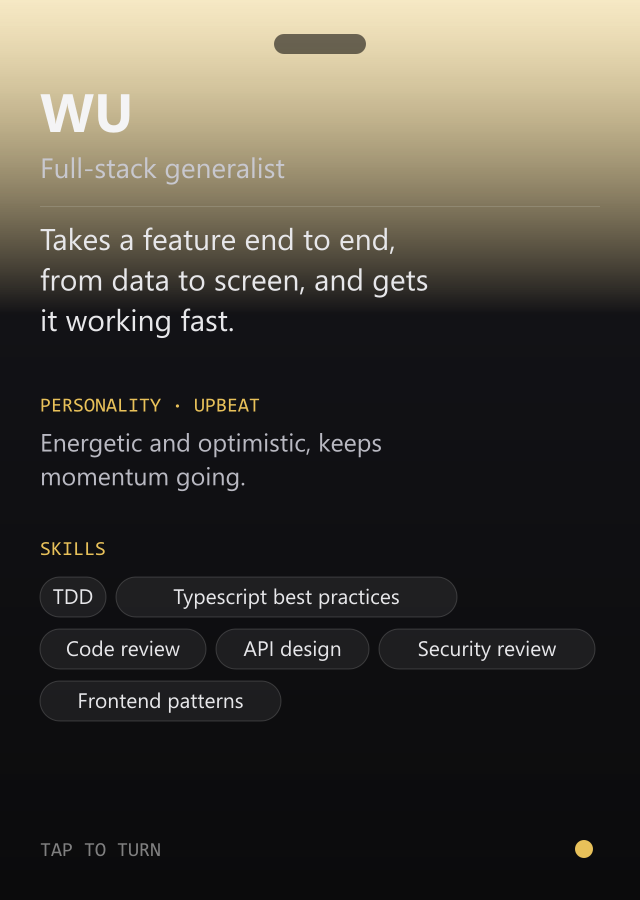 WU
Full-stack generalist
Takes a feature end to end,
from data to screen, and gets
it working fast.
PERSONALITY · UPBEAT
Energetic and optimistic, keeps
momentum going.
SKILLS
TDD Typescript best practices
Code review API design Security review
Frontend patterns
TAP TO TURN